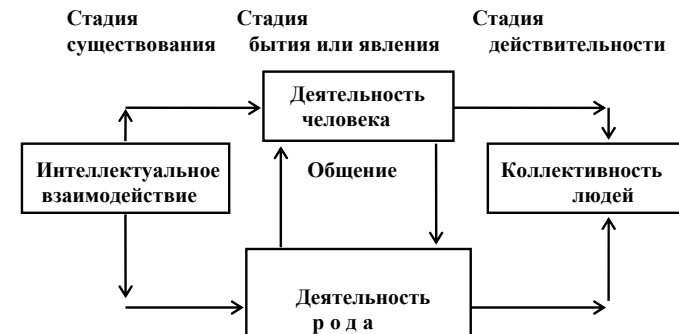 Стадия
существования
Стадия
бытия или явления
Стадия
действительности
Деятельность
человека
Интеллектуальное
взаимодействие
Общение
Коллективность
людей
Деятельность
р о д а